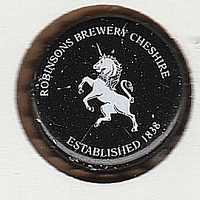 ROBINSONS BREWERY CHESHIRE
ESTABLISHED 1838